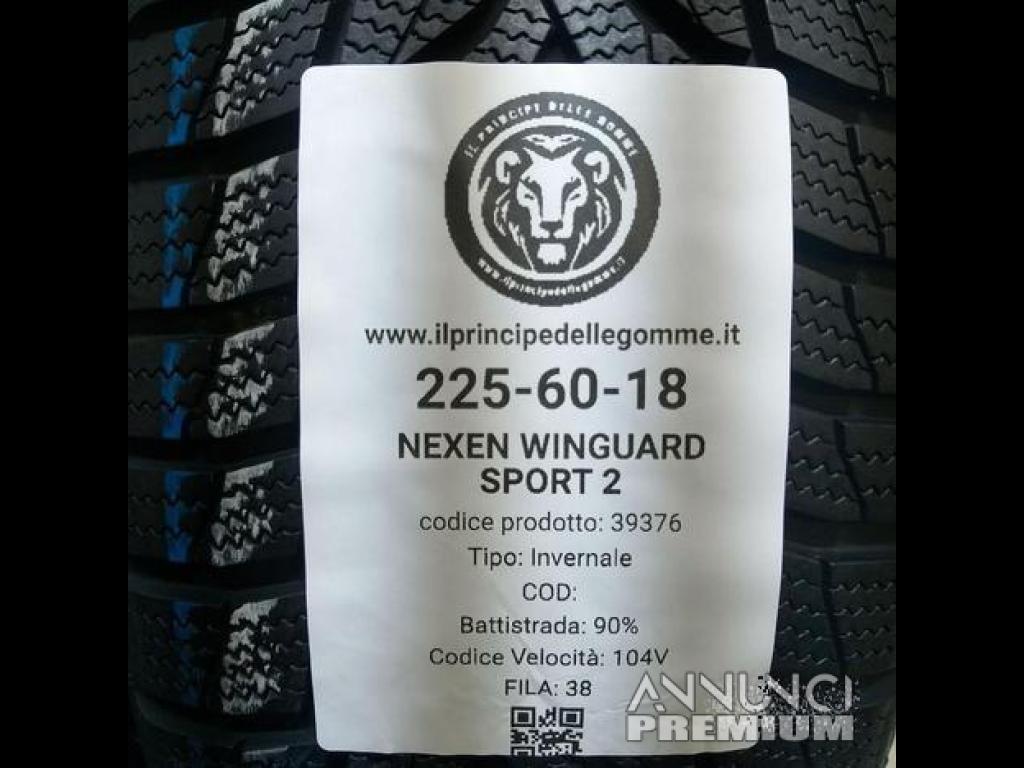 IL PRINCIPE DELLE GOMME
www.ilprincipedellegomme.it
www.ilprincipedellegomme.it
225-60-18
NEXEN WINGUARD
SPORT 2
codice prodotto: 39376
Tipo: Invernale
COD:
Battistrada: 90%
Codice Velocità: 104V
FILA: 38
ANNUNCI
PREMIUM